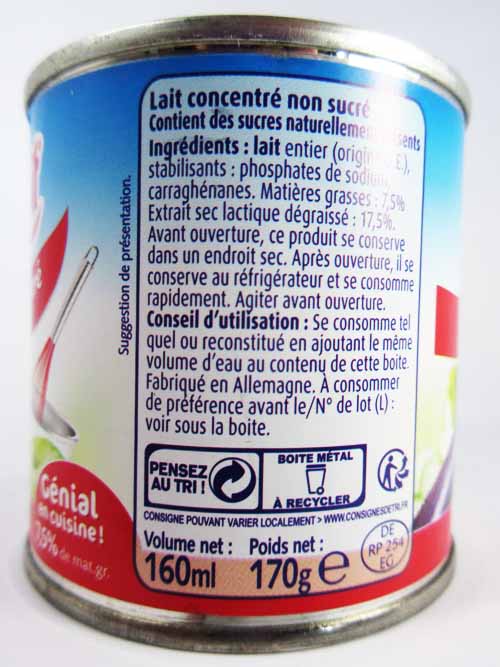 Lait concentré non sucré
Contient des sucres naturellement
Ingrédients : lait entier
stabilisants : phosphates de sodium,
carraghénanes. Matières grasses : 7,5%
Extrait sec lactique dégraissé : 17,5%.
Avant ouverture, ce produit se conserve
dans un endroit sec. Après ouverture, il se
conserve au réfrigérateur et se consomme
rapidement. Agiter avant ouverture.
Conseil d'utilisation : Se consomme tel
quel ou reconstitué en ajoutant le même
volume d'eau au contenu de cette boite.
Fabriqué en Allemagne. À consommer
de préférence avant le/N° de lot (L) :
voir sous la boite.
Suggestion de présentation.
PENSEZ
AU TRI !
BOITE MÉTAL
À RECYCLER
CONSIGNE POUVANT VARIER LOCALEMENT > WWW.CONSIGNESDETRI.FR
Volume net : Poids net :
160ml 170g e
DE
RP 254
EG
Génial
en cuisine !
7,5% de mat.gr.